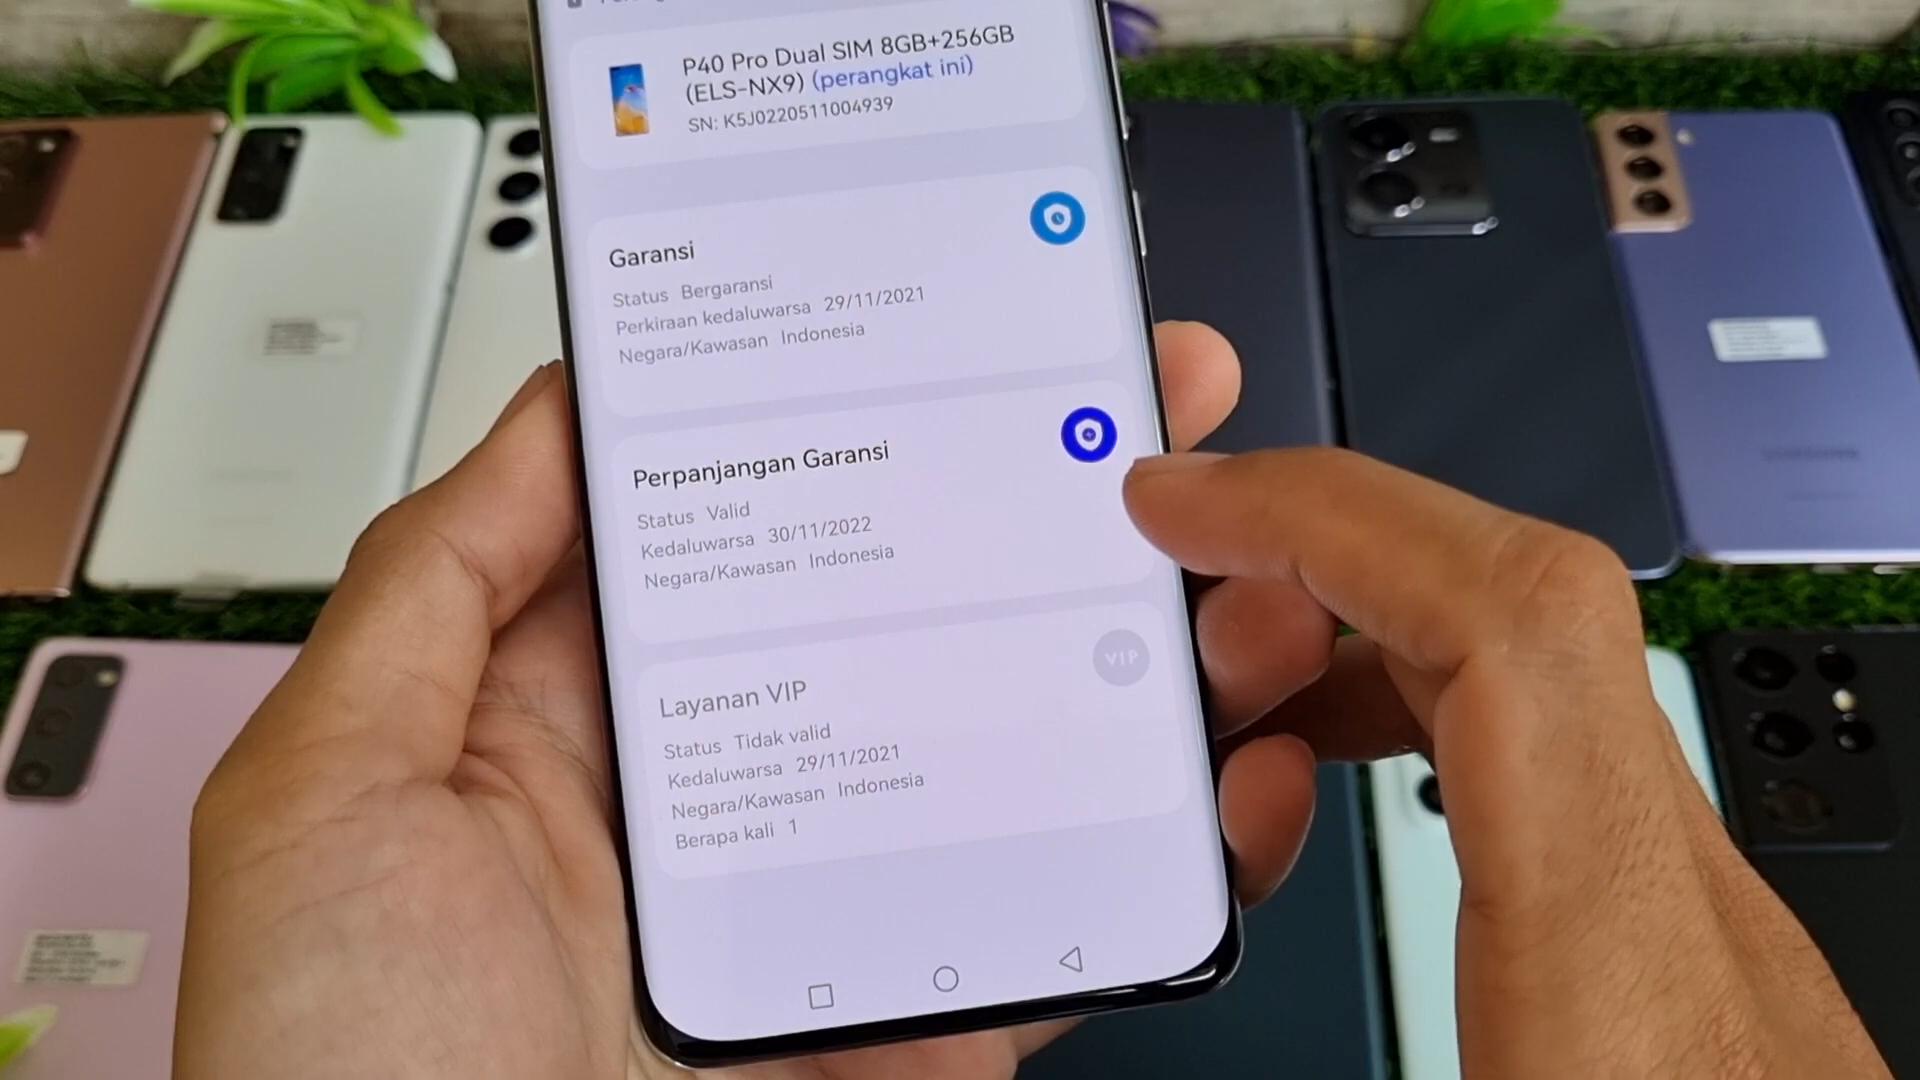 P40 Pro Dual SIM 8GB+256GB
(ELS-NX9) (perangkat ini)
SN: K5J0220511004939
Garansi
Status Bergaransi
Perkiraan kedaluwarsa 29/11/2021
Negara/Kawasan Indonesia
Perpanjangan Garansi
Status Valid
Kedaluwarsa 30/11/2022
Negara/Kawasan Indonesia
VIP
Layanan VIP
Status Tidak valid
Kedaluwarsa 29/11/2021
Negara/Kawasan Indonesia
Berapa kali 1